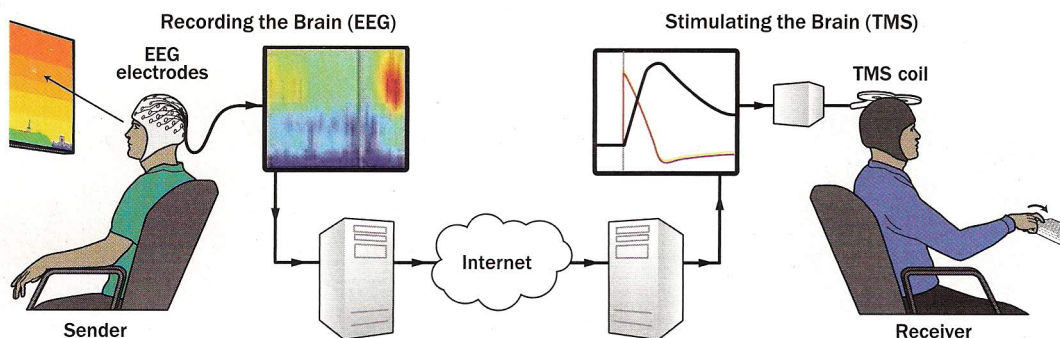 Recording the Brain (EEG)
Stimulating the Brain (TMS)
EEG
electrodes
TMS coil
Internet
Sender
Receiver